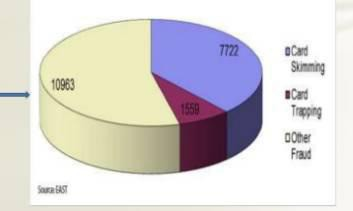 7722
10963
1559
Card
Skimming
Card
Trapping
Other
Fraud
Source: EAST